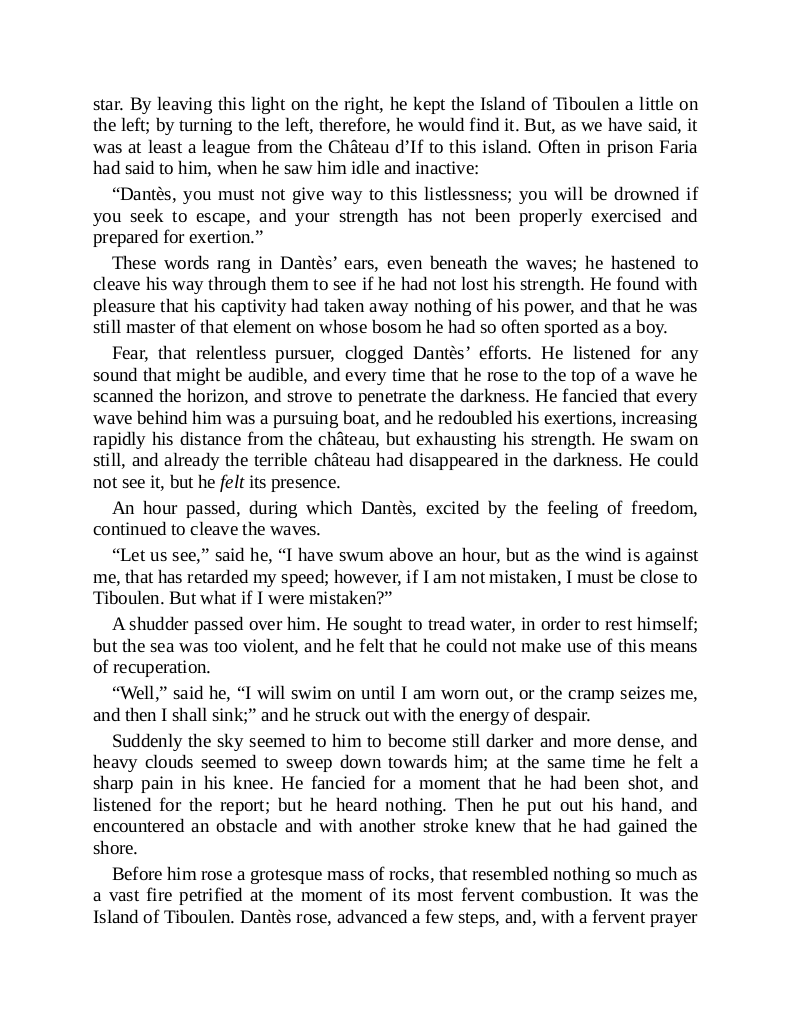 star. By leaving this light on the right, he kept the Island of Tiboulen a little on
the left; by turning to the left, therefore, he would find it. But, as we have said, it
was at least a league from the Château d’If to this island. Often in prison Faria
had said to him, when he saw him idle and inactive:
“Dantès, you must not give way to this listlessness; you will be drowned if
you seek to escape, and your strength has not been properly exercised and
prepared for exertion.”
These words rang in Dantès’ ears, even beneath the waves; he hastened to
cleave his way through them to see if he had not lost his strength. He found with
pleasure that his captivity had taken away nothing of his power, and that he was
still master of that element on whose bosom he had so often sported as a boy.
Fear, that relentless pursuer, clogged Dantès’ efforts. He listened for any
sound that might be audible, and every time that he rose to the top of a wave he
scanned the horizon, and strove to penetrate the darkness. He fancied that every
wave behind him was a pursuing boat, and he redoubled his exertions, increasing
rapidly his distance from the château, but exhausting his strength. He swam on
still, and already the terrible château had disappeared in the darkness. He could
not see it, but he felt its presence.
An hour passed, during which Dantès, excited by the feeling of freedom,
continued to cleave the waves.
“Let us see,” said he, “I have swum above an hour, but as the wind is against
me, that has retarded my speed; however, if I am not mistaken, I must be close to
Tiboulen. But what if I were mistaken?”
A shudder passed over him. He sought to tread water, in order to rest himself;
but the sea was too violent, and he felt that he could not make use of this means
of recuperation.
“Well,” said he, “I will swim on until I am worn out, or the cramp seizes me,
and then I shall sink;” and he struck out with the energy of despair.
Suddenly the sky seemed to him to become still darker and more dense, and
heavy clouds seemed to sweep down towards him; at the same time he felt a
sharp pain in his knee. He fancied for a moment that he had been shot, and
listened for the report; but he heard nothing. Then he put out his hand, and
encountered an obstacle and with another stroke knew that he had gained the
shore.
Before him rose a grotesque mass of rocks, that resembled nothing so much as
a vast fire petrified at the moment of its most fervent combustion. It was the
Island of Tiboulen. Dantès rose, advanced a few steps, and, with a fervent prayer